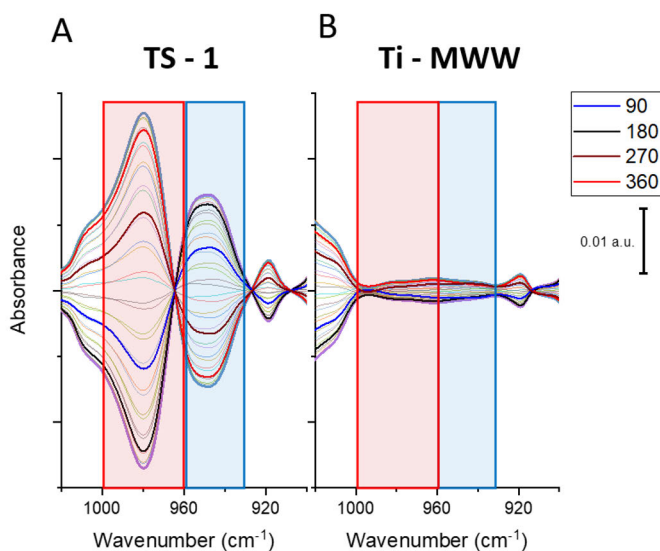 A
B
TS - 1
Ti - MWW
90
180
270
360
0.01 a.u.
Absorbance
1000 960 920
1000 960 920
Wavenumber (cm⁻¹)
Wavenumber (cm⁻¹)